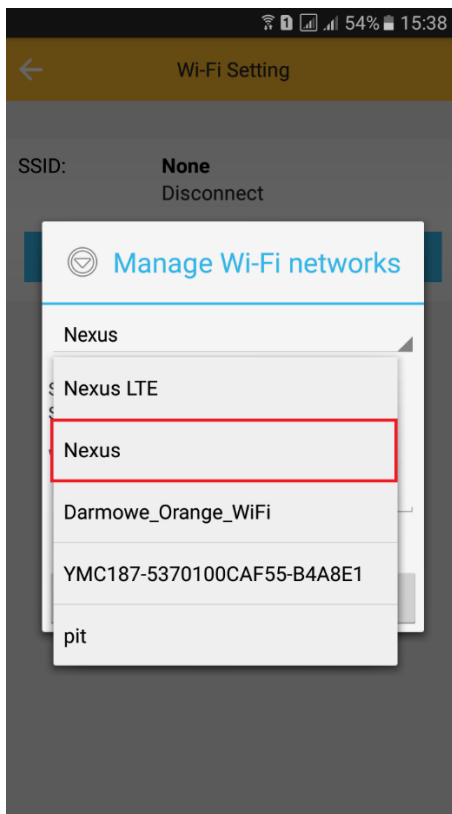 54% 15:38
Wi-Fi Setting
SSID: None
Disconnect
Manage Wi-Fi networks
Nexus
Nexus LTE
Nexus
Darmowe_Orange_WiFi
YMC187-5370100CAF55-B4A8E1
pit